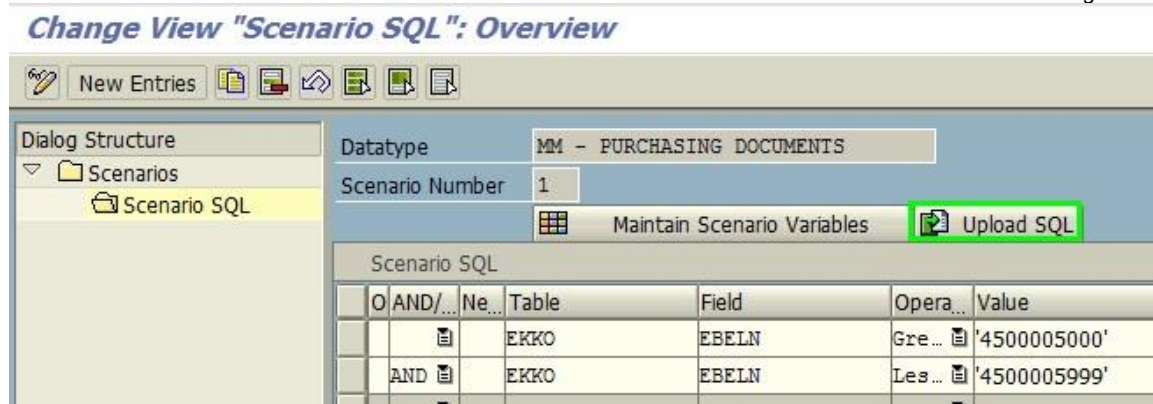 Change View "Scenario SQL": Overview
New Entries
Dialog Structure
Scenarios
Scenario SQL
Datatype MM - PURCHASING DOCUMENTS
Scenario Number 1
Maintain Scenario Variables Upload SQL
Scenario SQL
O AND/... Ne... Table Field Opera... Value
EKKO EBELN Gre... '4500005000'
AND EKKO EBELN Les... '4500005999'